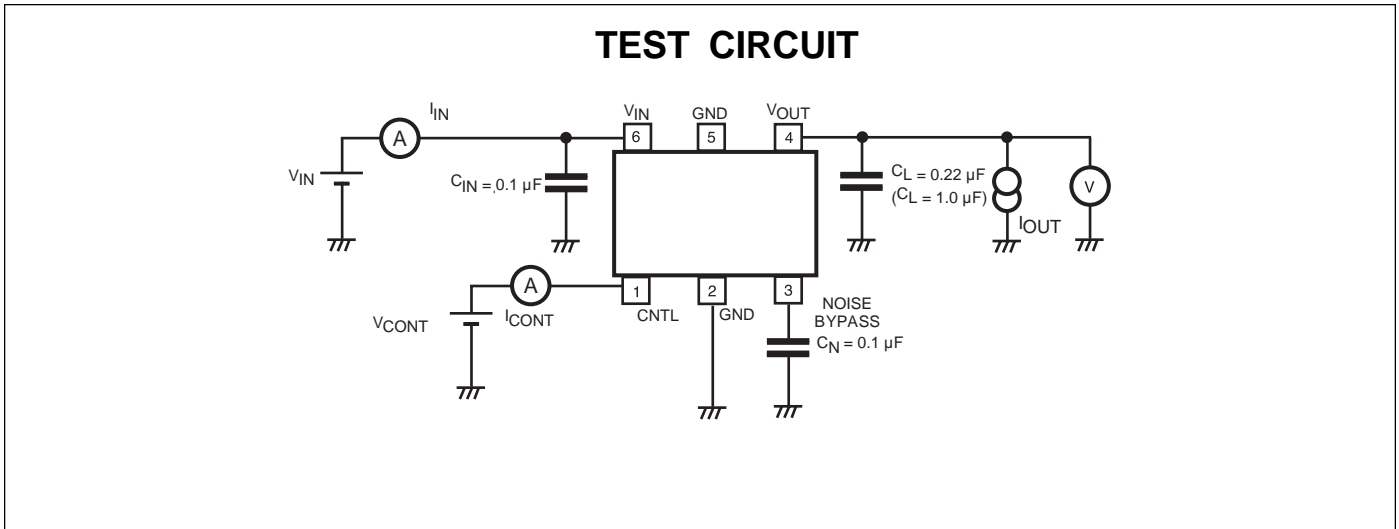 TEST CIRCUIT
IIN
A
VIN
GND
VOUT
6
5
4
VIN
CIN = 0.1 µF
CL = 0.22 µF
(CL = 1.0 µF)
V
IOUT
A
1
2
3
VCONT
ICONT
CNTL
GND
NOISE
BYPASS
CN = 0.1 µF